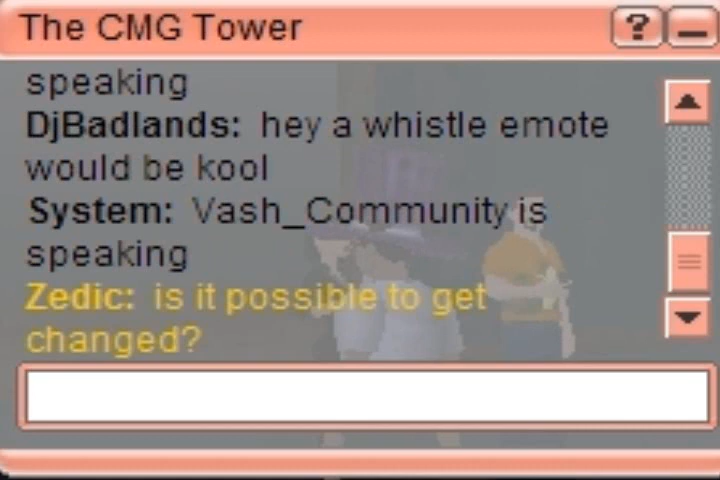 The CMG Tower
?
speaking
DjBadlands: hey a whistle emote
would be kool
System: Vash_Community is
speaking
Zedic: is it possible to get
changed?